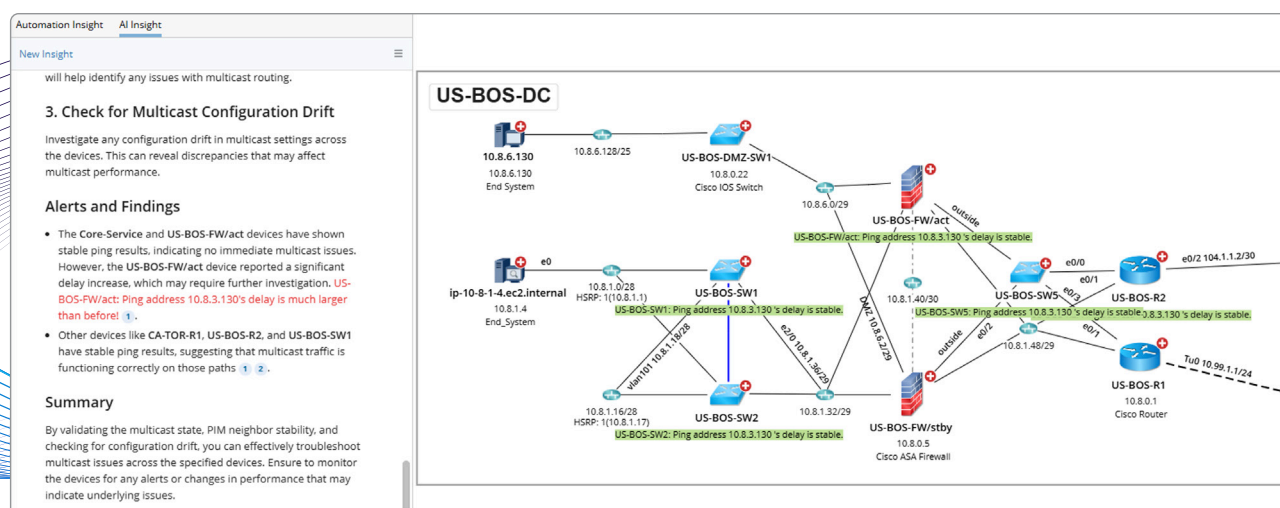 Automation Insight AI Insight
New Insight
will help identify any issues with multicast routing.
3. Check for Multicast Configuration Drift
Investigate any configuration drift in multicast settings across
the devices. This can reveal discrepancies that may affect
multicast performance.
Alerts and Findings
• The Core-Service and US-BOS-FW/act devices have shown
stable ping results, indicating no immediate multicast issues.
However, the US-BOS-FW/act device reported a significant
delay increase, which may require further investigation. US-
BOS-FW/act: Ping address 10.8.3.130's delay is much larger
than before! 1 .
• Other devices like CA-TOR-R1, US-BOS-R2, and US-BOS-SW1
have stable ping results, suggesting that multicast traffic is
functioning correctly on those paths 1 2 .
Summary
By validating the multicast state, PIM neighbor stability, and
checking for configuration drift, you can effectively troubleshoot
multicast issues across the specified devices. Ensure to monitor
the devices for any alerts or changes in performance that may
indicate underlying issues.
US-BOS-DC
10.8.6.130
10.8.6.130
End System
10.8.6.128/25
US-BOS-DMZ-SW1
10.8.0.22
Cisco IOS Switch
10.8.6.0/29
US-BOS-FW/act
US-BOS-FW/act: Ping address 10.8.3.130 's delay is stable.
outside
e0
ip-10-8-1-4.ec2.internal
10.8.1.4
End_System
10.8.1.0/28
HSRP: 1(10.8.1.1)
US-BOS-SW1
US-BOS-SW1: Ping address 10.8.3.130 's delay is stable.
vlan101 10.8.1.18/28
e2/0 10.8.1.36/29
DMZ 10.8.6.2/29
10.8.1.40/30
US-BOS-SW5
US-BOS-SW5: Ping address 10.8.3.130 's delay is stable.
e0/0
e0/1
e0/3
e0/2
e0/1
outside
e0/2 104.1.1.2/30
US-BOS-R2
0.8.3.130 's delay is stable.
10.8.1.48/29
US-BOS-R1
10.8.0.1
Cisco Router
Tu0 10.99.1.1/24
10.8.1.16/28
HSRP: 1(10.8.1.17)
US-BOS-SW2
US-BOS-SW2: Ping address 10.8.3.130 's delay is stable.
10.8.1.32/29
US-BOS-FW/stby
10.8.0.5
Cisco ASA Firewall